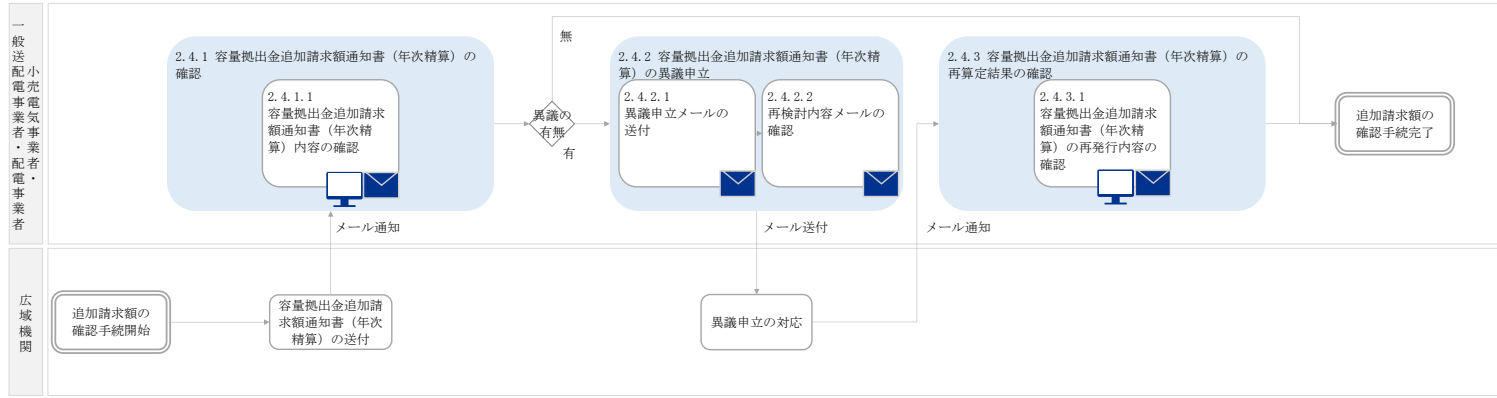 小売電気事業者・
一般送配電事業者・配電事業者
2.4.1 容量拠出金追加請求額通知書（年次精算）の
確認
2.4.1.1
容量拠出金追加請求
額通知書（年次精
算）内容の確認
異議の
有無
無
有
2.4.2 容量拠出金追加請求額通知書（年次精
算）の異議申立
2.4.2.1
異議申立メールの
送付
2.4.2.2
再検討内容メールの
確認
2.4.3 容量拠出金追加請求額通知書（年次精算）の
再算定結果の確認
2.4.3.1
容量拠出金追加請求
額通知書（年次精
算）の再発行内容の
確認
追加請求額の
確認手続完了
メール通知
メール送付
メール通知
広域機関
追加請求額の
確認手続開始
容量拠出金追加請
求額通知書（年次
精算）の送付
異議申立の対応